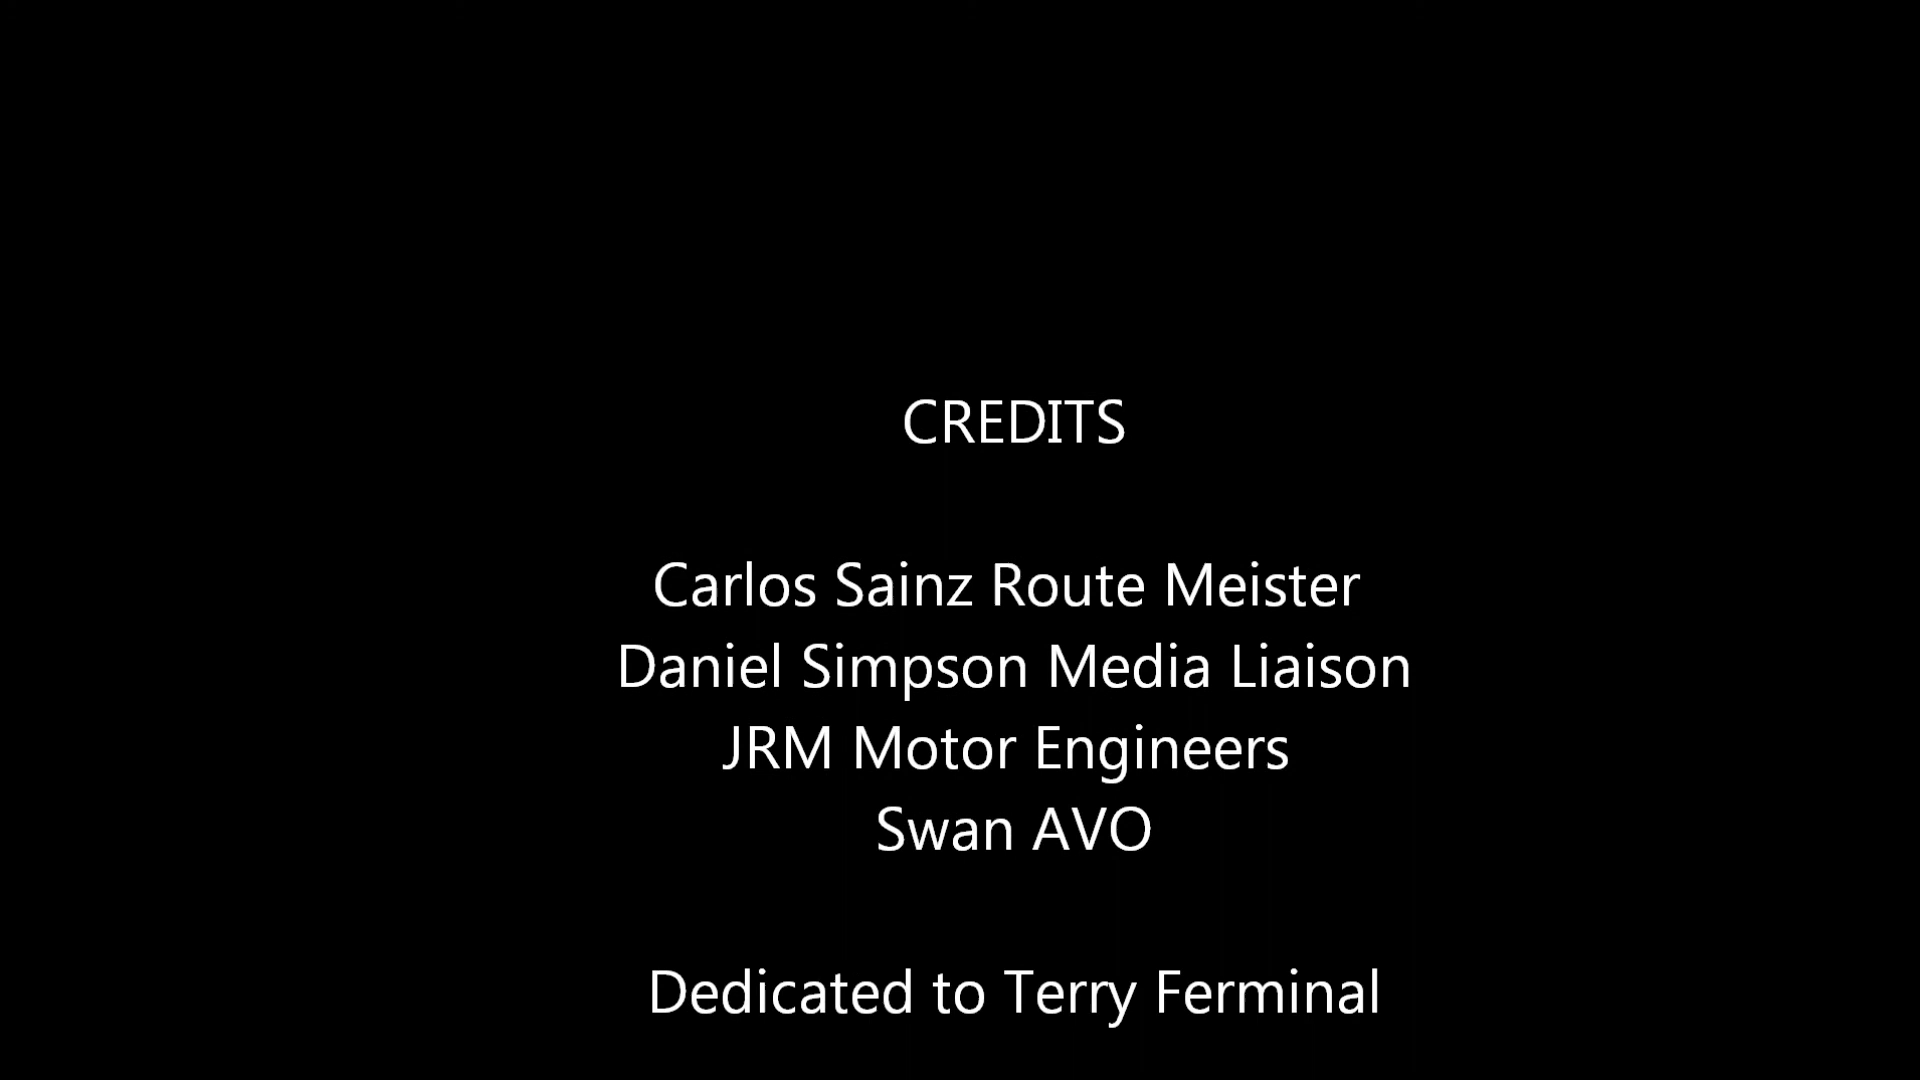 CREDITS
Carlos Sainz Route Meister
Daniel Simpson Media Liaison
JRM Motor Engineers
Swan AVO
Dedicated to Terry Ferminal